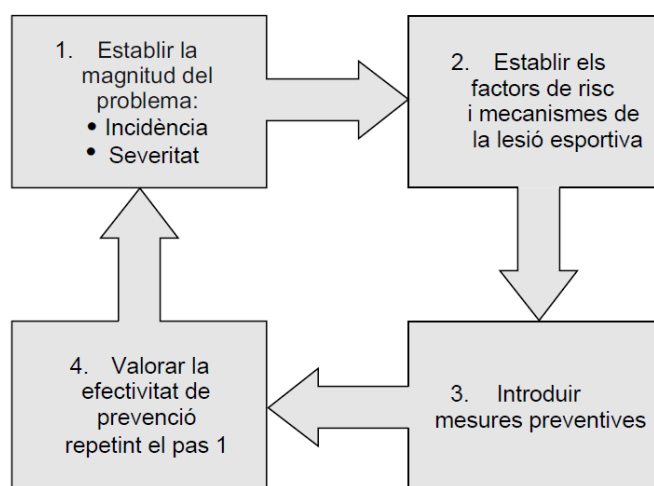 1. Establir la
magnitud del
problema:
• Incidència
• Severitat
2. Establir els
factors de risc
i mecanismes de
la lesió esportiva
3. Introduir
mesures preventives
4. Valorar la
efectivitat de
prevenció
repetint el pas 1